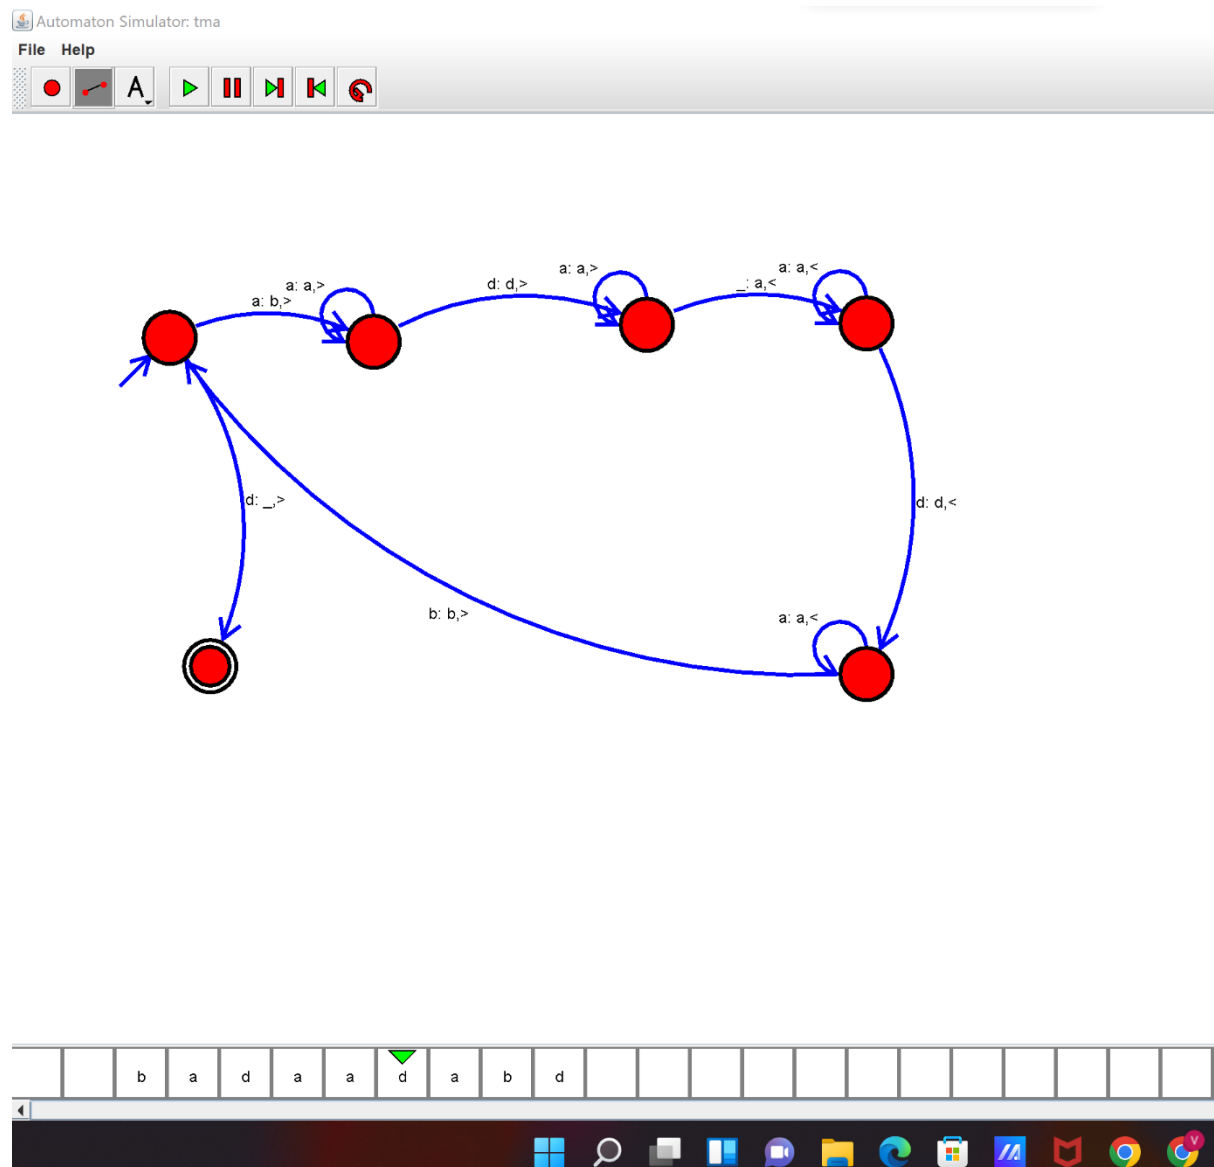 Automaton Simulator: tma
File Help
A
a: a,<
a: a,>
d: d,>
_: a,<
a: a,>
a: b,>
d: _,>
d: d,<
b: b,>
a: a,<
b a d a a d a b d
V